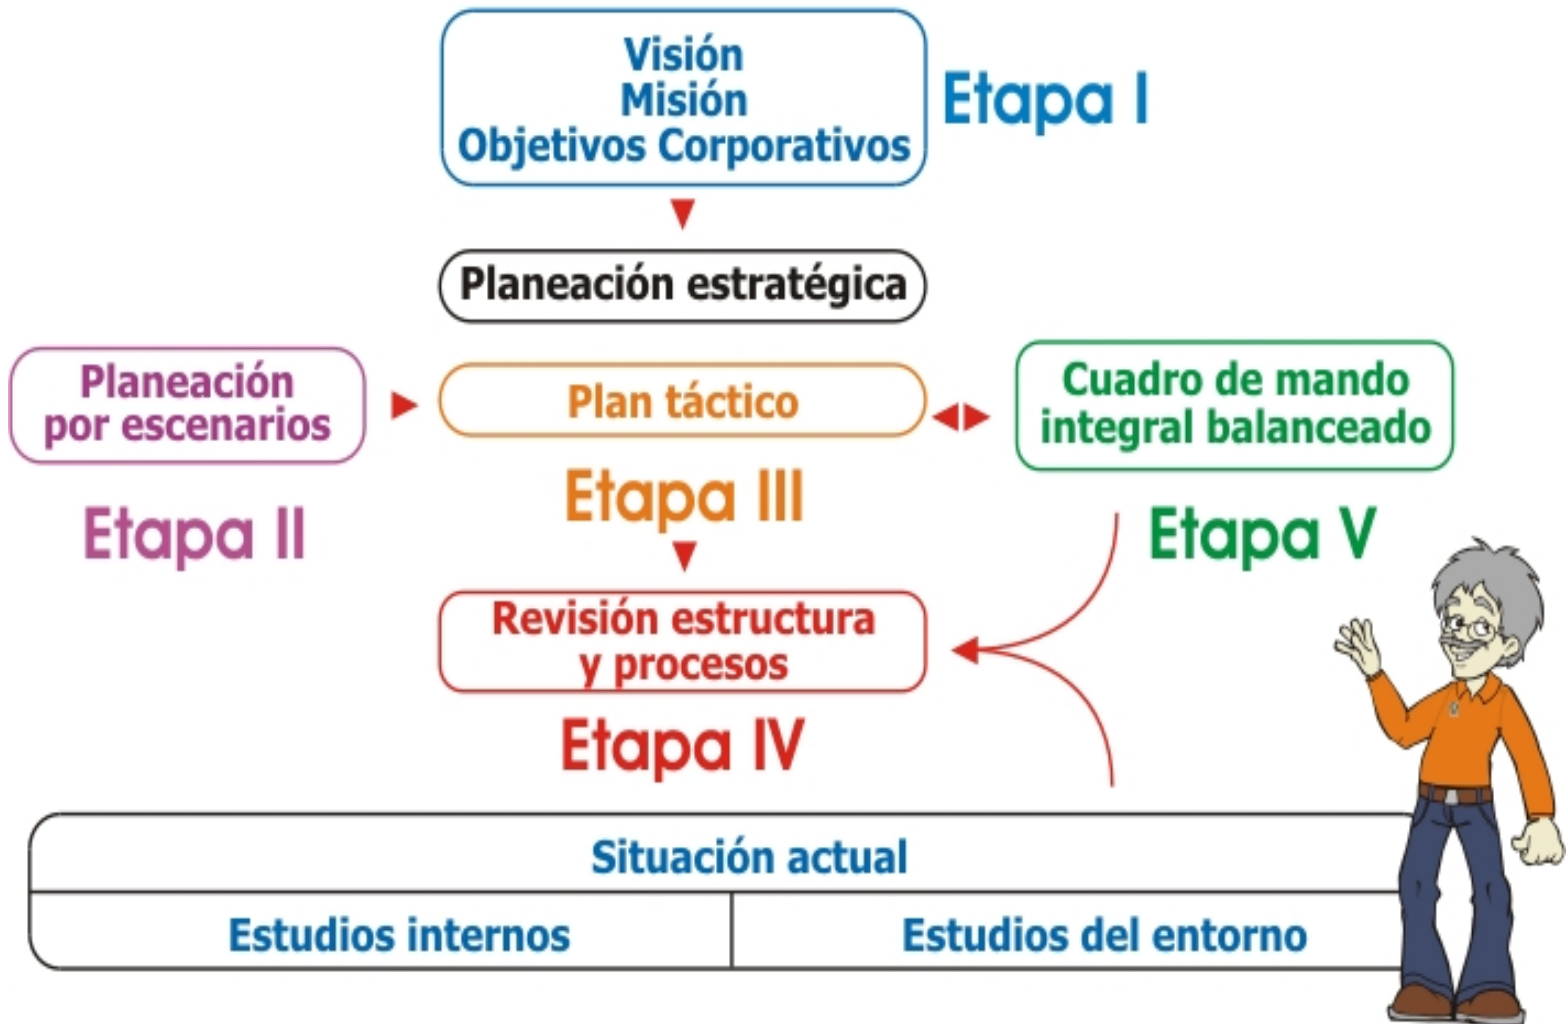 Visión
Misión
Objetivos Corporativos
Etapa I
Planeación estratégica
Planeación
por escenarios
Etapa II
Plan táctico
Etapa III
Cuadro de mando
integral balanceado
Etapa V
Revisión estructura
y procesos
Etapa IV
Situación actual
Estudios internos
Estudios del entorno